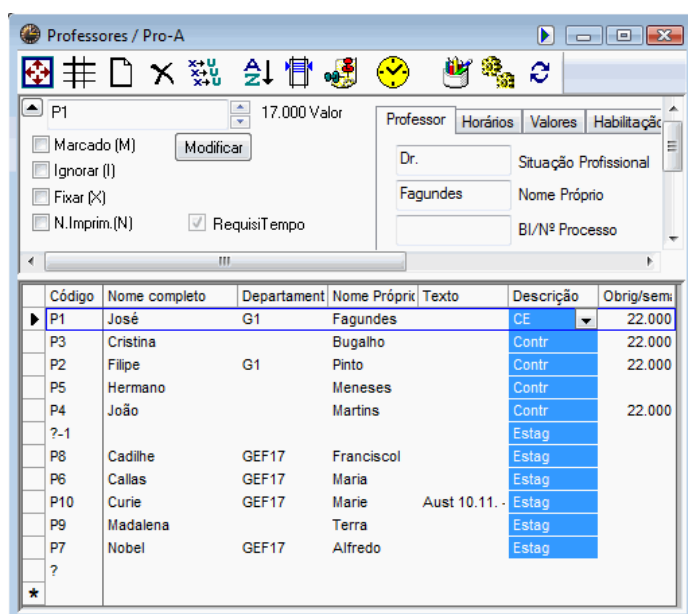 Professores / Pro-A
P1 17.000 Valor
Marcado (M) Modificar
Ignorar (I)
Fixar (X)
N.Imprim.(N) RequisiTempo
Professor Horários Valores Habilitação
Dr. Situação Profissional
Fagundes Nome Próprio
BI/Nº Processo
Código Nome completo Departament Nome Própric Texto Descrição Obrig/sema
P1 José G1 Fagundes CE 22.000
P3 Cristina Bugalho Contr 22.000
P2 Filipe G1 Pinto Contr 22.000
P5 Hermano Meneses Contr
P4 João Martins Contr 22.000
?-1 Estag
P8 Cadilhe GEF17 Franciscol Estag
P6 Callas GEF17 Maria Estag
P10 Curie GEF17 Marie Aust 10.11. - Estag
P9 Madalena Terra Estag
P7 Nobel GEF17 Alfredo Estag
?
*